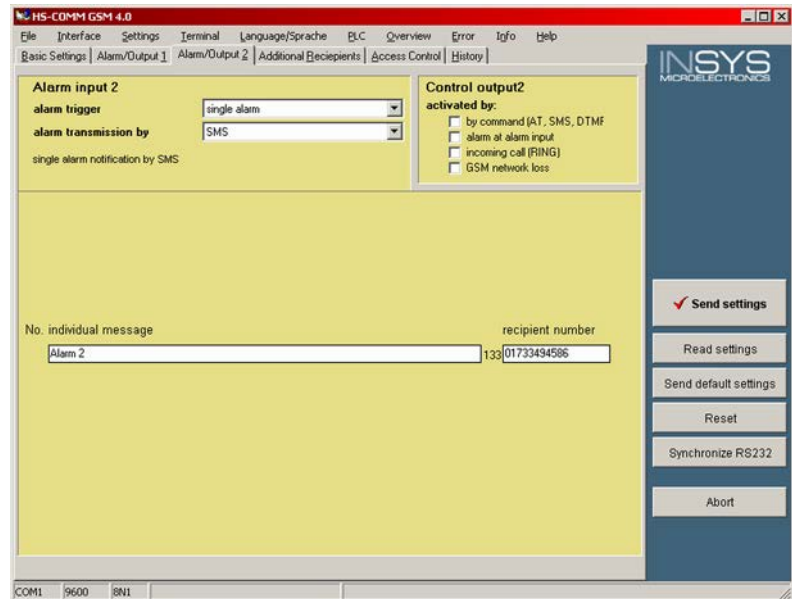 HS-COMM GSM 4.0
File Interface Settings Terminal Language/Sprache PLC Overview Error Info Help
Basic Settings Alarm/Output 1 Alarm/Output 2 Additional Reciepients Access Control History
INSYS
MICROELECTRONICS
Alarm input 2
alarm trigger single alarm
alarm transmission by SMS
single alarm notification by SMS
Control output2
activated by:
by command (AT, SMS, DTMF
alarm at alarm input
incoming call (RING)
GSM network loss
No. individual message recipient number
Alarm 2 133 01733494586
Send settings
Read settings
Send default settings
Reset
Synchronize RS232
Abort
COM1 9600 8N1